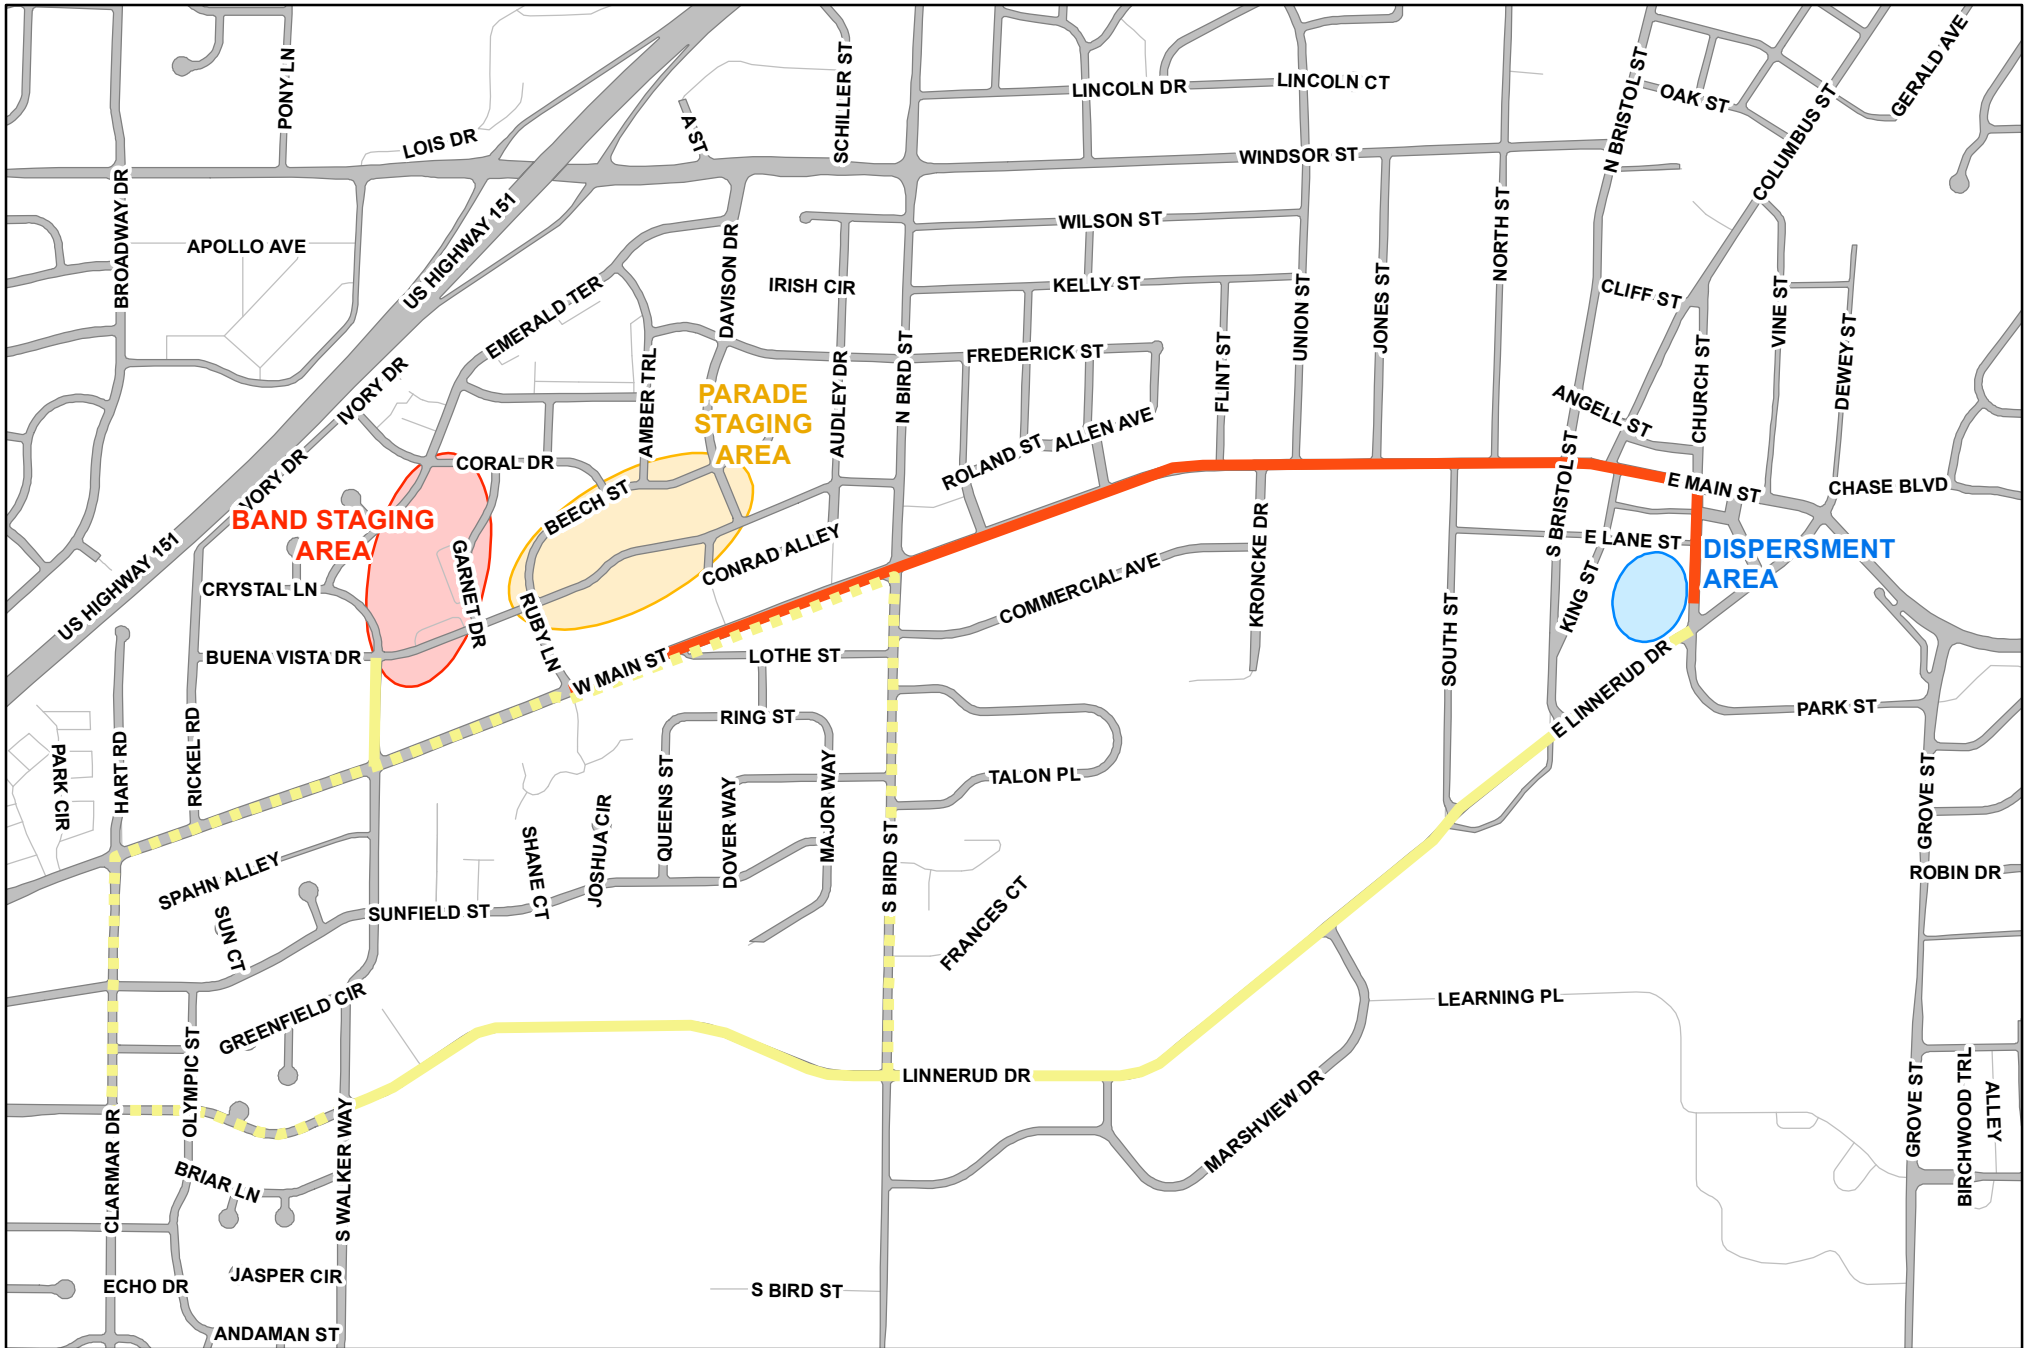 PONY LN
LOIS DR
SCHILLER ST
A ST
LINCOLN DR
LINCOLN CT
N BRISTOL ST
OAK ST
COLUMBUS ST
GERALD AVE
WINDSOR ST
BROADWAY DR
APOLLO AVE
US HIGHWAY 151
DAVISON DR
WILSON ST
NORTH ST
IRISH CIR
KELLY ST
CLIFF ST
EMERALD TER
UNION ST
JONES ST
VINE ST
FREDERICK ST
FLINT ST
DEWEY ST
IVORY DR
AMBER TRL
AUDLEY DR
N BIRD ST
CHURCH ST
PARADE
STAGING
AREA
ANGELL ST
ROLAND ST
ALLEN AVE
CORAL DR
IVORY DR
BEECH ST
E MAIN ST
CHASE BLVD
BAND STAGING
AREA
S BRISTOL ST
E LANE ST
DISPERSMENT
AREA
US HIGHWAY 151
CRYSTAL LN
GARNET DR
CONRAD ALLEY
COMMERCIAL AVE
KRONCKE DR
KING ST
RUBY LN
BUENA VISTA DR
W MAIN ST
LOTHE ST
SOUTH ST
E LINNERUD DR
PARK ST
RING ST
PARK CIR
HART RD
RICKEL RD
TALON PL
QUEENS ST
DOVER WAY
MAJOR WAY
SHANE CT
JOSHUA CIR
S BIRD ST
GROVE ST
ROBIN DR
SPAHN ALLEY
SUN CT
SUNFIELD ST
FRANCES CT
GREENFIELD CIR
LEARNING PL
OLYMPIC ST
LINNERUD DR
MARSHVIEW DR
GROVE ST
BIRCHWOOD TRL
ALLEY
CLARMAR DR
BRIAR LN
S WALKER WAY
ECHO DR
JASPER CIR
S BIRD ST
ANDAMAN ST